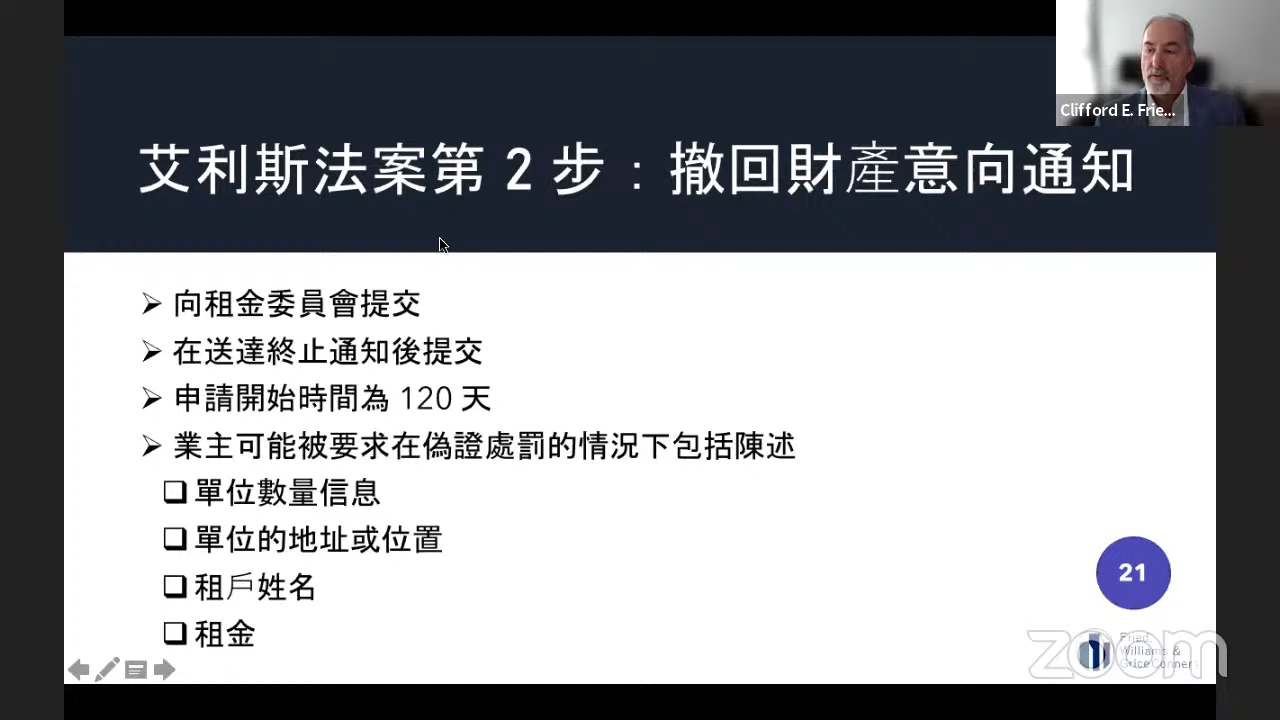 Clifford E. Frie...
艾利斯法案第 2 步：撤回財產意向通知
向租金委員會提交
在送達終止通知後提交
申請開始時間為 120 天
業主可能被要求在偽證處罰的情況下包括陳述
單位數量信息
單位的地址或位置
租戶姓名
租金
21
zoom
Fried,
Williams &
Grice Conners